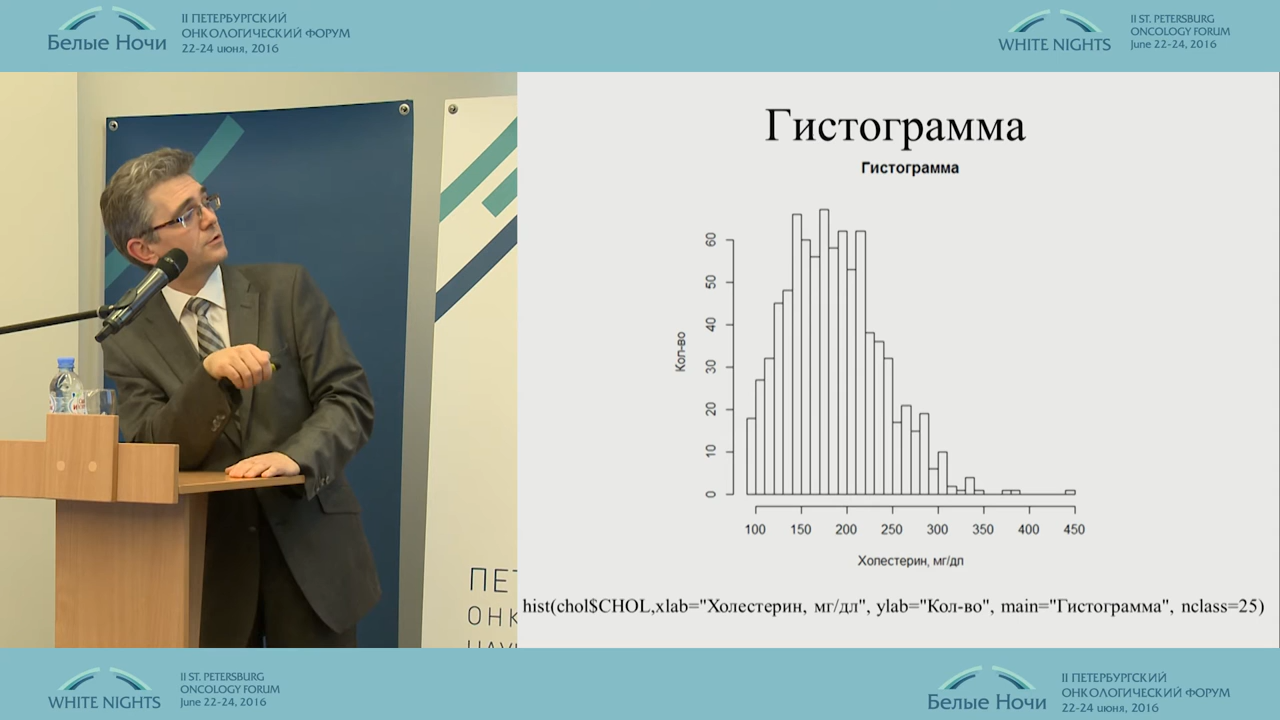 Белые Ночи
II ПЕТЕРБУРГСКИЙ
ОНКОЛОГИЧЕСКИЙ ФОРУМ
22-24 июня, 2016
WHITE NIGHTS
II ST. PETERSBURG
ONCOLOGY FORUM
June 22-24, 2016
Гистограмма
Гистограмма
Кол-во
0
10
20
30
40
50
60
100 150 200 250 300 350 400 450
Холестерин, мг/дл
hist(chol$CHOL,xlab="Холестерин, мг/дл", ylab="Кол-во", main="Гистограмма", nclass=25)
ПЕТ
ОНК
WHITE NIGHTS
II ST. PETERSBURG
ONCOLOGY FORUM
June 22-24, 2016
Белые Ночи
II ПЕТЕРБУРГСКИЙ
ОНКОЛОГИЧЕСКИЙ ФОРУМ
22-24 июня, 2016